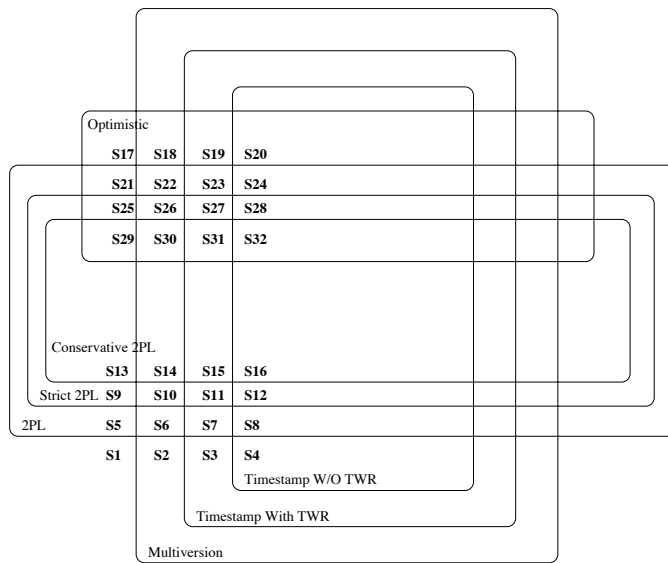 Optimistic
S17 S18 S19 S20
S21 S22 S23 S24
S25 S26 S27 S28
S29 S30 S31 S32
Conservative 2PL
S13 S14 S15 S16
Strict 2PL S9 S10 S11 S12
2PL S5 S6 S7 S8
S1 S2 S3 S4
Timestamp W/O TWR
Timestamp With TWR
Multiversion